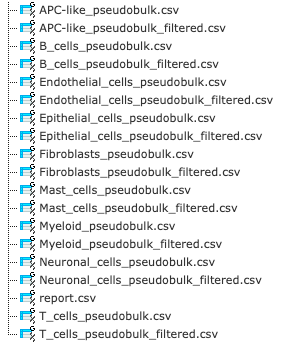 APC-like_pseudobulk.csv
APC-like_pseudobulk_filtered.csv
B_cells_pseudobulk.csv
B_cells_pseudobulk_filtered.csv
Endothelial_cells_pseudobulk.csv
Endothelial_cells_pseudobulk_filtered.csv
Epithelial_cells_pseudobulk.csv
Epithelial_cells_pseudobulk_filtered.csv
Fibroblasts_pseudobulk.csv
Fibroblasts_pseudobulk_filtered.csv
Mast_cells_pseudobulk.csv
Mast_cells_pseudobulk_filtered.csv
Myeloid_pseudobulk.csv
Myeloid_pseudobulk_filtered.csv
Neuronal_cells_pseudobulk.csv
Neuronal_cells_pseudobulk_filtered.csv
report.csv
T_cells_pseudobulk.csv
T_cells_pseudobulk_filtered.csv